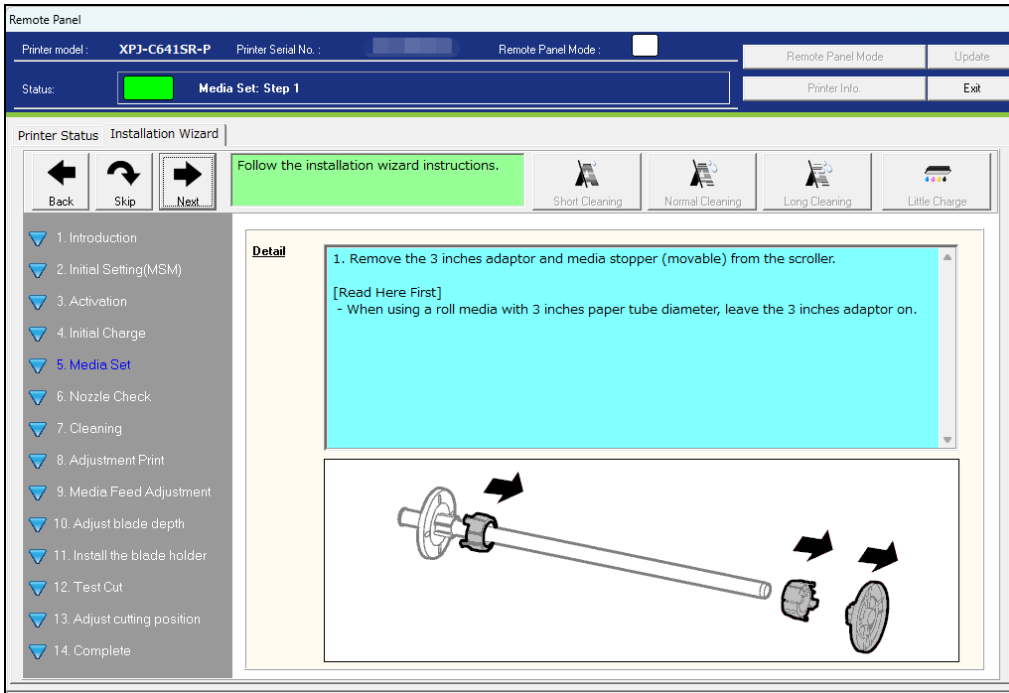 Remote Panel
Printer model : XPJ-C641SR-P Printer Serial No. : Remote Panel Mode :
Remote Panel Mode Update
Status: Media Set: Step 1
Printer Info. Exit
Printer Status Installation Wizard
Back Skip Next
Follow the installation wizard instructions.
Short Cleaning Normal Cleaning Long Cleaning Little Charge
1. Introduction
2. Initial Setting(MSM)
3. Activation
4. Initial Charge
5. Media Set
6. Nozzle Check
7. Cleaning
8. Adjustment Print
9. Media Feed Adjustment
10. Adjust blade depth
11. Install the blade holder
12. Test Cut
13. Adjust cutting position
14. Complete
Detail
1. Remove the 3 inches adaptor and media stopper (movable) from the scroller.
[Read Here First]
- When using a roll media with 3 inches paper tube diameter, leave the 3 inches adaptor on.